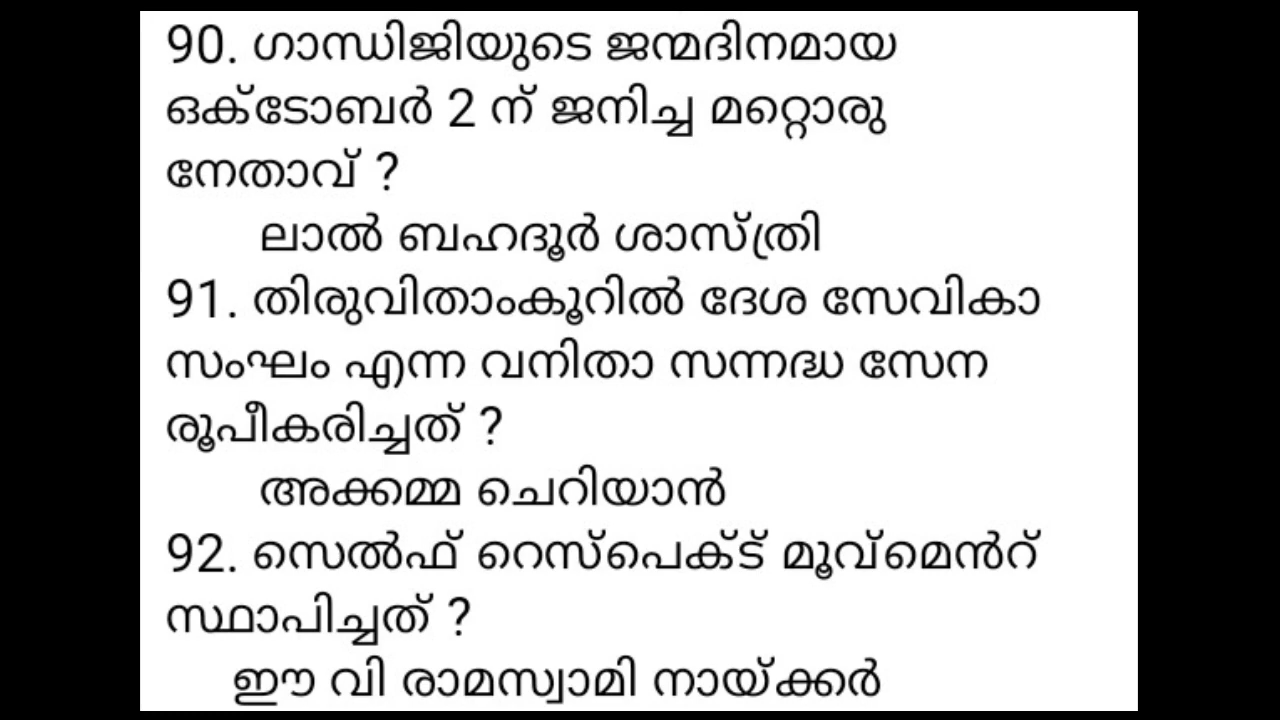 90. ഗാന്ധിജിയുടെ ജന്മദിനമായ
ഒക്ടോബർ 2 ന് ജനിച്ച മറ്റൊരു
നേതാവ് ?
ലാൽ ബഹദൂർ ശാസ്ത്രി
91. തിരുവിതാംകൂറിൽ ദേശ സേവികാ
സംഘം എന്ന വനിതാ സന്നദ്ധ സേന
രൂപീകരിച്ചത് ?
അക്കമ്മ ചെറിയാൻ
92. സെൽഫ് റെസ്പെക്ട് മൂവ്മെൻറ്
സ്ഥാപിച്ചത് ?
ഈ വി രാമസ്വാമി നായ്ക്കർ